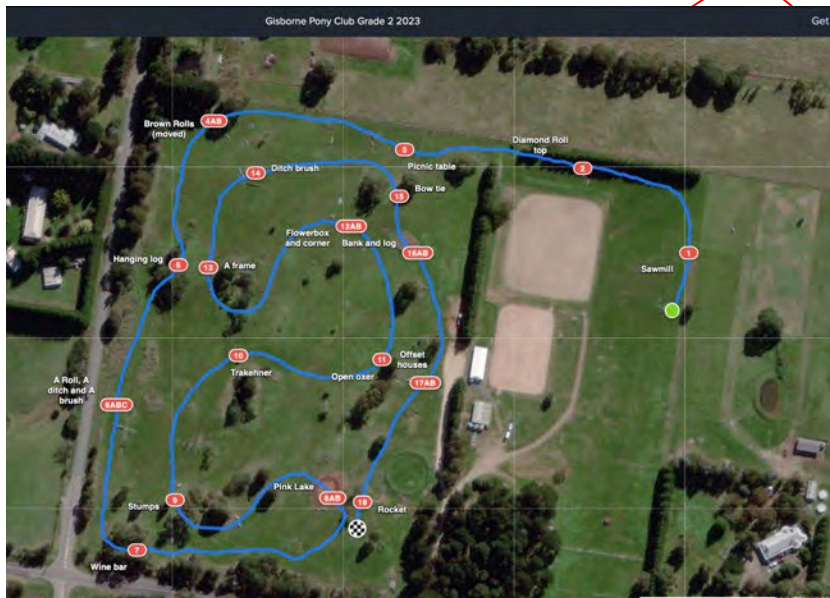 Gisborne Pony Club Grade 2 2023
Get
4AB
Brown Rolls
(moved)
3
Picnic table
Diamond Roll
top
2
14
Ditch brush
15
Bow tie
Flowerbox
and corner
Bank and log
16AB
1
Sawmill
Hanging log
5
13
A frame
10
Trakehner
Open oxer
11
Offset
houses
17AB
A Roll, A
ditch and A
brush
6ABC
Pink Lake
8AB
18
Rocket
Stumps
9
7
Wine bar